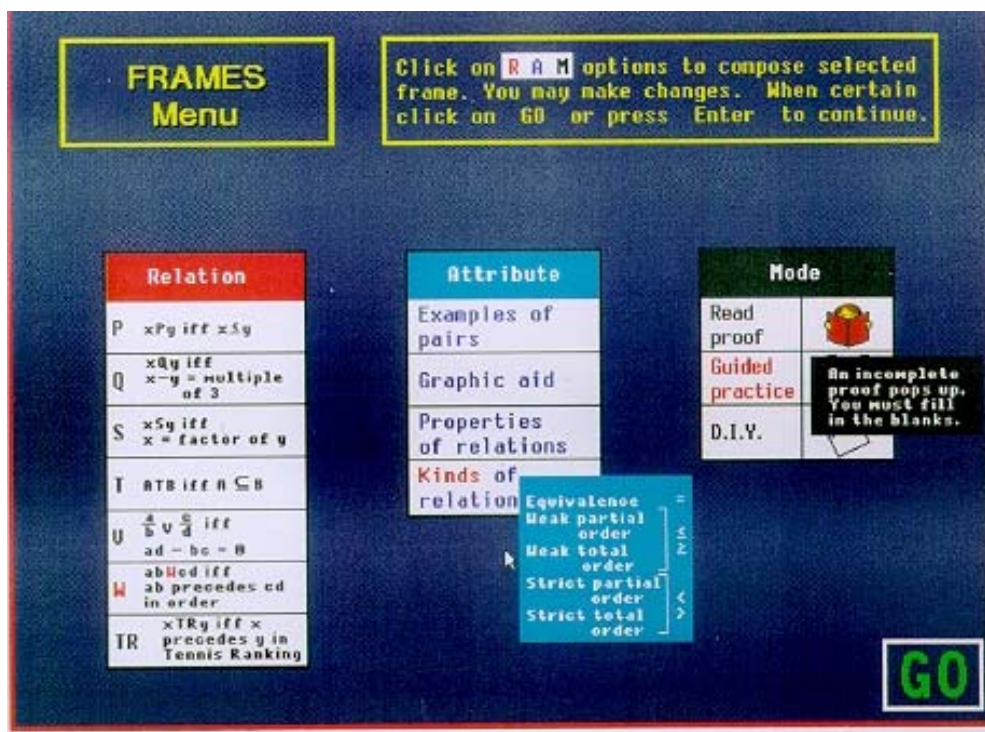 FRAMES
Menu
Click on R A M options to compose selected
frame. You may make changes. When certain
click on GO or press Enter to continue.
Relation
P xPy iff x≤y
Q xQy iff
x-y = multiple
of 3
S xSy iff
x = factor of y
T ATB iff A ⊆ B
U a/b U c/d iff
ad - bc = 0
W abWcd iff
ab precedes cd
in order
TR xTRy iff x
precedes y in
Tennis Ranking
Attribute
Examples of
pairs
Graphic aid
Properties
of relations
Kinds of
relation
Equivalence =
Weak partial
order ≤
Weak total ≥
order
Strict partial
order <
Strict total >
order
Mode
Read
proof
Guided
practice
An incomplete
proof pops up.
You must fill
in the blanks.
D.I.Y.
GO